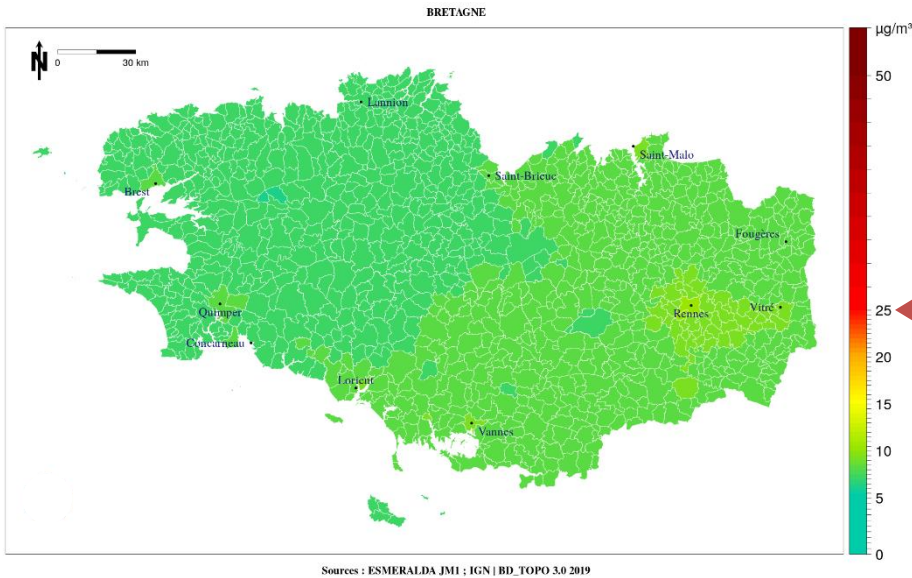 BRETAGNE
µg/m³
N
0 30 km
50
Lannion
Saint-Malo
Saint-Brieuc
Brest
Fougères
Quimper
Rennes
Vitré
25
Concarneau
20
Lorient
15
Vannes
10
5
0
Sources : ESMERALDA JM1 ; IGN | BD_TOPO 3.0 2019